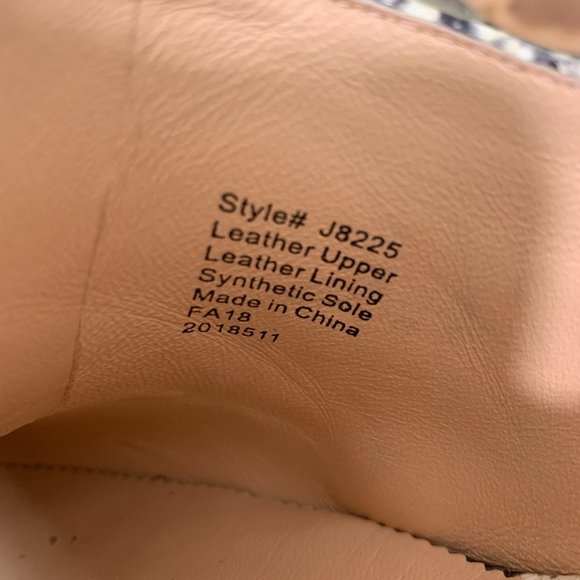 Style# J8225
Leather Upper
Leather Lining
Synthetic Sole
Made in China
FA18
2018511